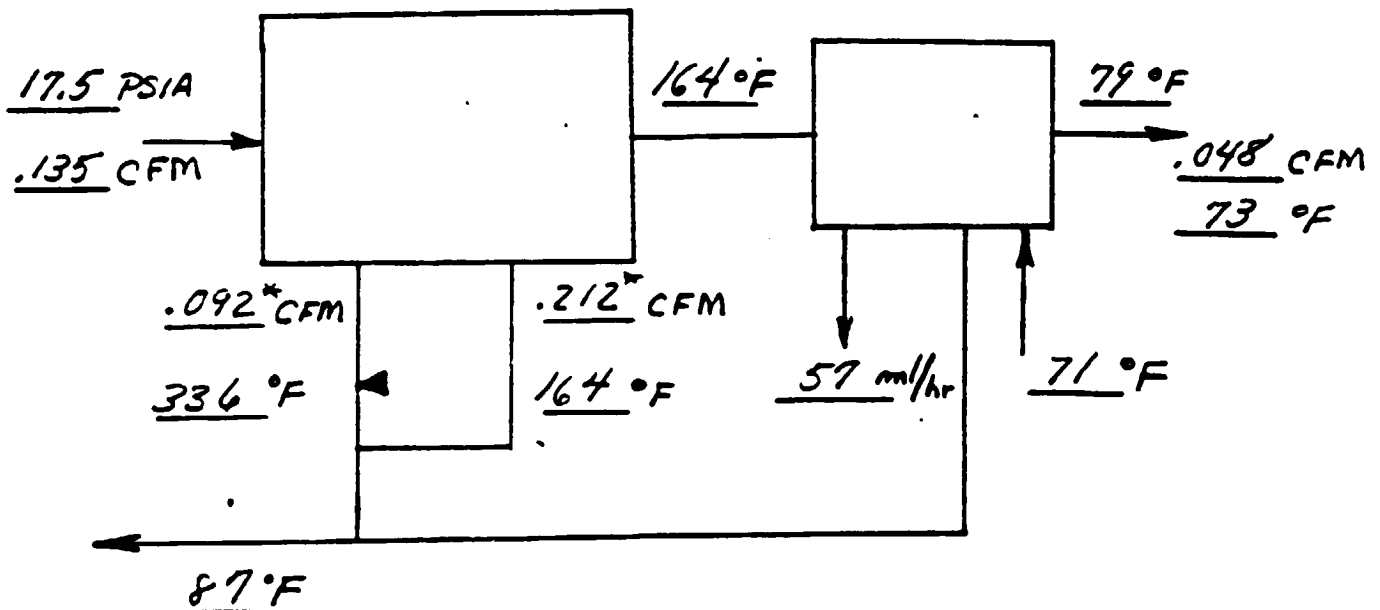 17.5 PSIA
.135 CFM
164 °F
79 °F
.048 CFM
73 °F
.092* CFM
336 °F
.212* CFM
164 °F
57 ml/hr
71 °F
87 °F